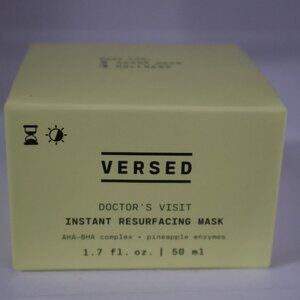 VERSED
DOCTOR'S VISIT
INSTANT RESURFACING MASK
AHA-BHA complex + pineapple enzymes
1.7 fl. oz. | 50 ml